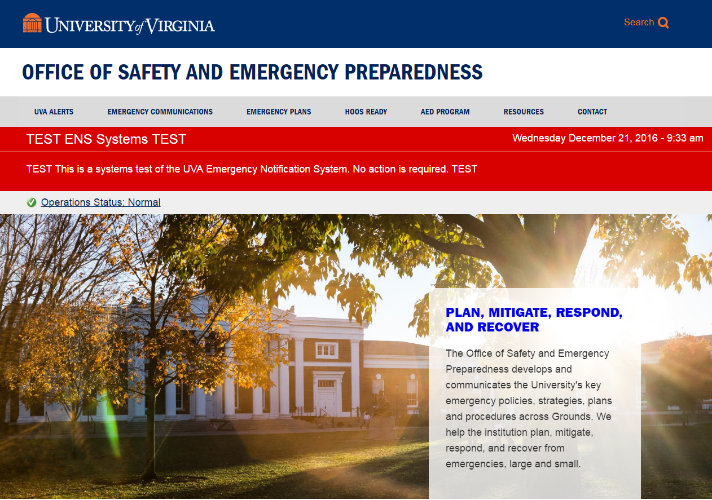 UNIVERSITY of VIRGINIA
Search
OFFICE OF SAFETY AND EMERGENCY PREPAREDNESS
UVA ALERTS EMERGENCY COMMUNICATIONS EMERGENCY PLANS HOOS READY AED PROGRAM RESOURCES CONTACT
TEST ENS Systems TEST
Wednesday December 21, 2016 - 9:33 am
TEST This is a systems test of the UVA Emergency Notification System. No action is required. TEST
Operations Status: Normal
PLAN, MITIGATE, RESPOND,
AND RECOVER
The Office of Safety and Emergency
Preparedness develops and
communicates the University's key
emergency policies, strategies, plans
and procedures across Grounds. We
help the institution plan, mitigate,
respond, and recover from
emergencies, large and small.